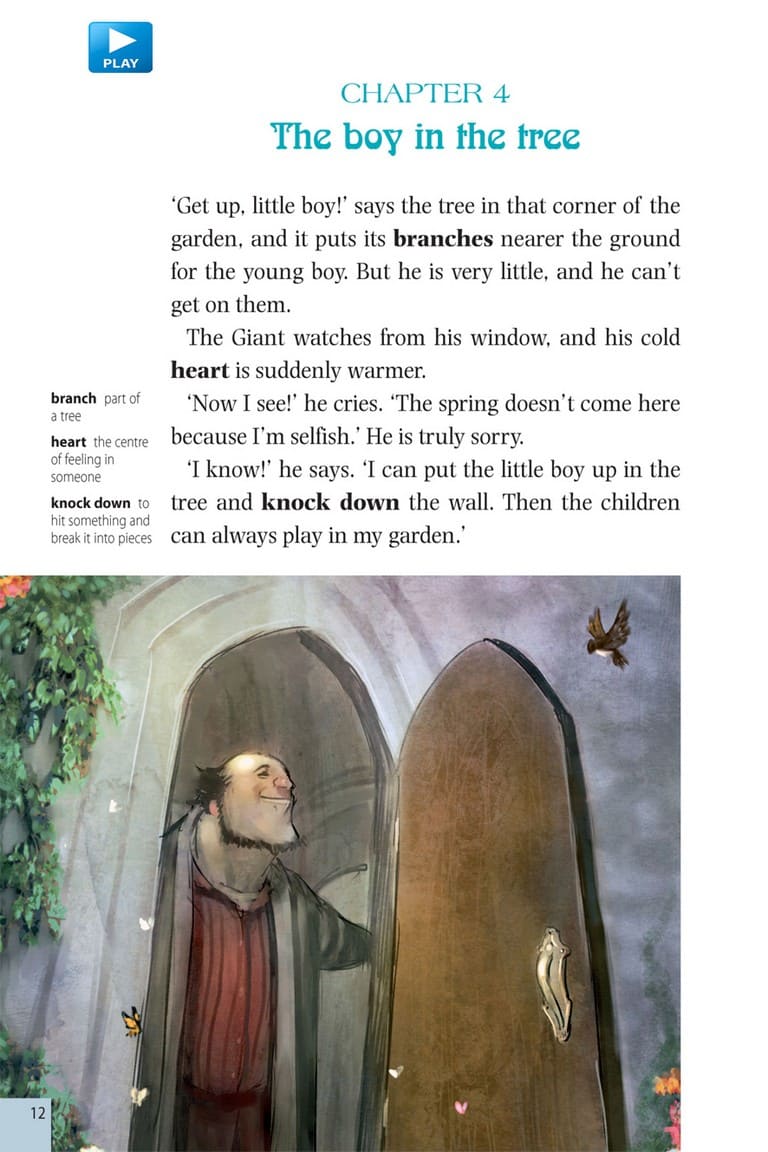 PLAY
CHAPTER 4
The boy in the tree
‘Get up, little boy!’ says the tree in that corner of the
garden, and it puts its branches nearer the ground
for the young boy. But he is very little, and he can’t
get on them.
The Giant watches from his window, and his cold
heart is suddenly warmer.
‘Now I see!’ he cries. ‘The spring doesn’t come here
because I’m selfish.’ He is truly sorry.
‘I know!’ he says. ‘I can put the little boy up in the
tree and knock down the wall. Then the children
can always play in my garden.’
branch part of
a tree
heart the centre
of feeling in
someone
knock down to
hit something and
break it into pieces
12